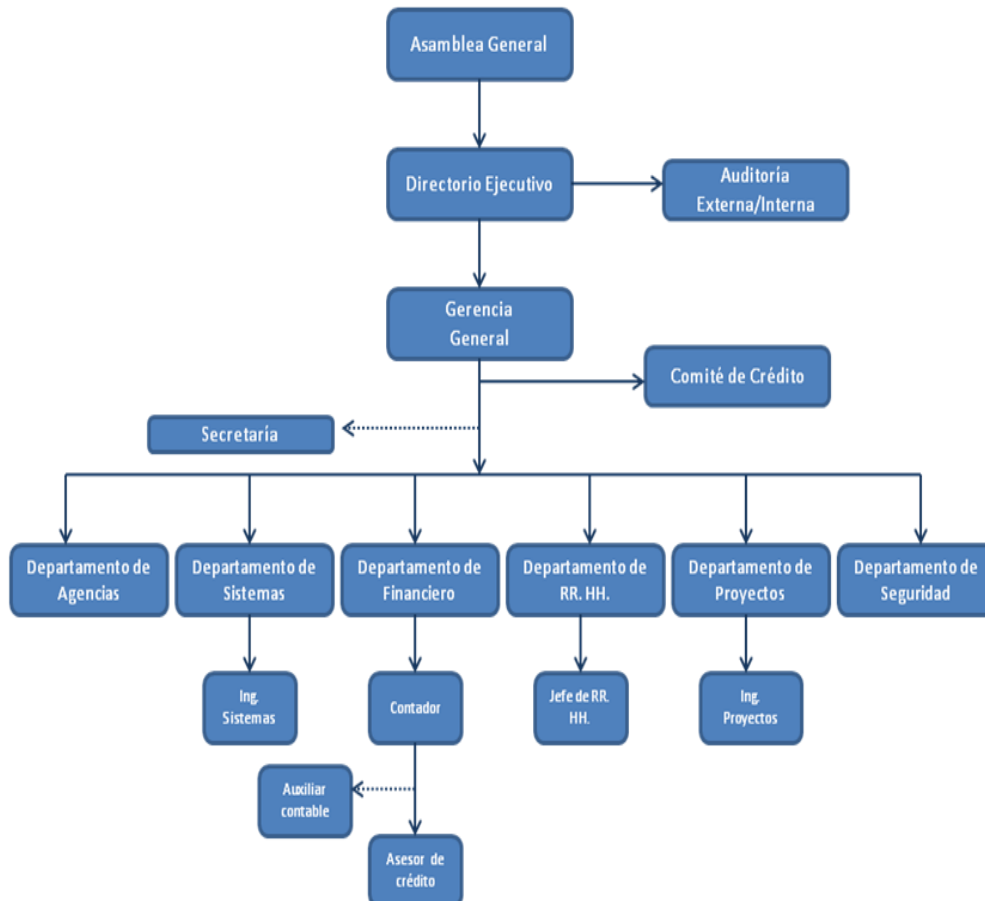 Asamblea General
Directorio Ejecutivo
Auditoría
Externa/Interna
Gerencia
General
Comité de Crédito
Secretaría
Departamento de
Agencias
Departamento de
Sistemas
Departamento de
Financiero
Departamento de
RR. HH.
Departamento de
Proyectos
Departamento de
Seguridad
Ing.
Sistemas
Contador
Jefe de RR.
HH.
Ing.
Proyectos
Auxiliar
contable
Asesor de
crédito